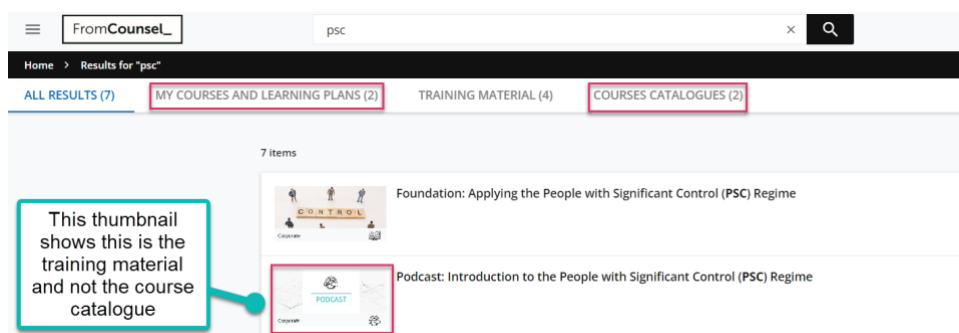 FromCounsel_
psc
Home > Results for "psc"
ALL RESULTS (7) MY COURSES AND LEARNING PLANS (2) TRAINING MATERIAL (4) COURSES CATALOGUES (2)
7 items
CONTROL
Corporate
Foundation: Applying the People with Significant Control (PSC) Regime
This thumbnail
shows this is the
training material
and not the course
catalogue
PODCAST
Corporate
Podcast: Introduction to the People with Significant Control (PSC) Regime